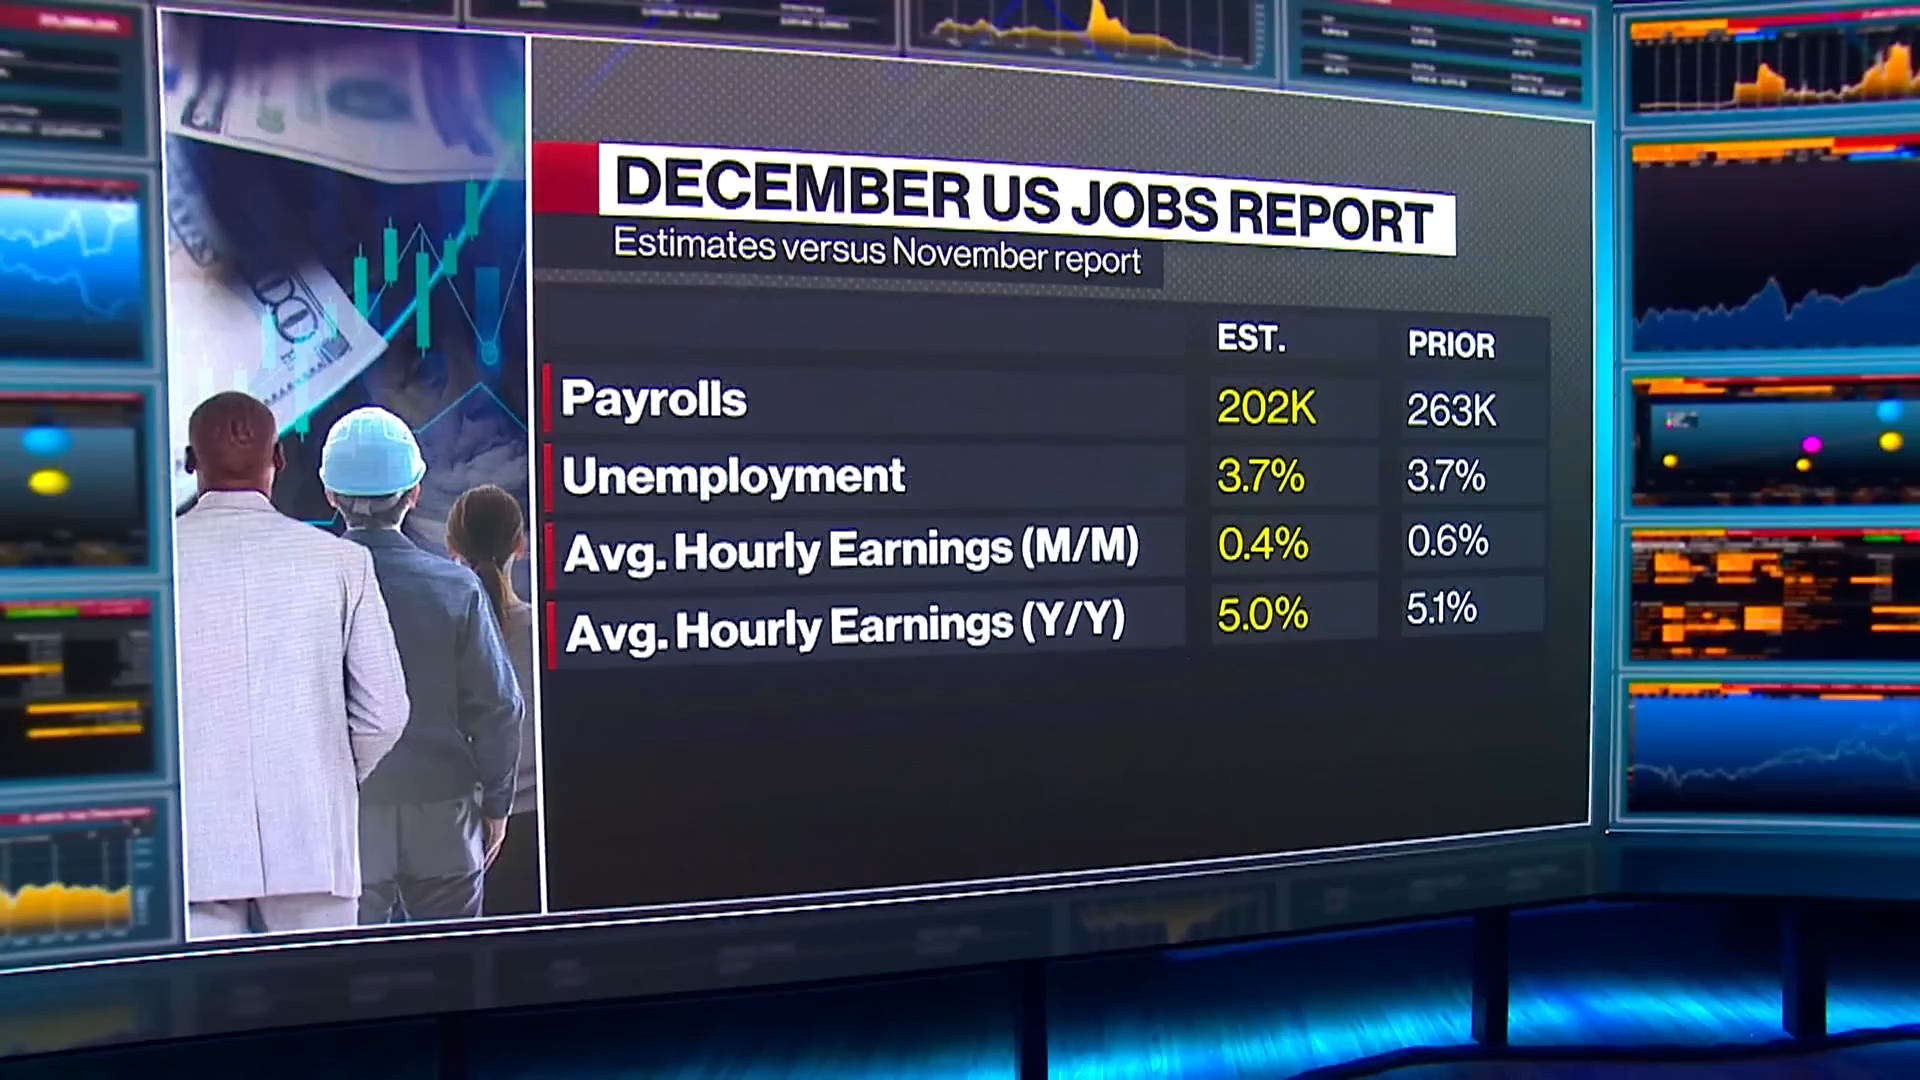 DECEMBER US JOBS REPORT
Estimates versus November report
EST. PRIOR
Payrolls 202K 263K
Unemployment 3.7% 3.7%
Avg. Hourly Earnings (M/M) 0.4% 0.6%
Avg. Hourly Earnings (Y/Y) 5.0% 5.1%